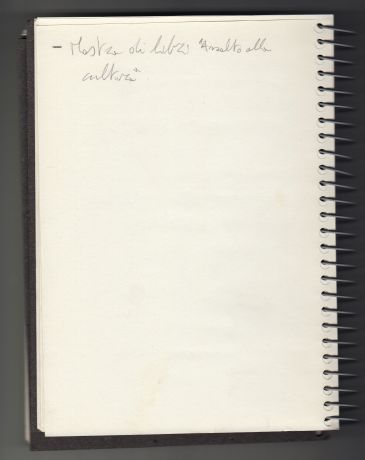 - Mostra di libri "Assalto alla
cultura"